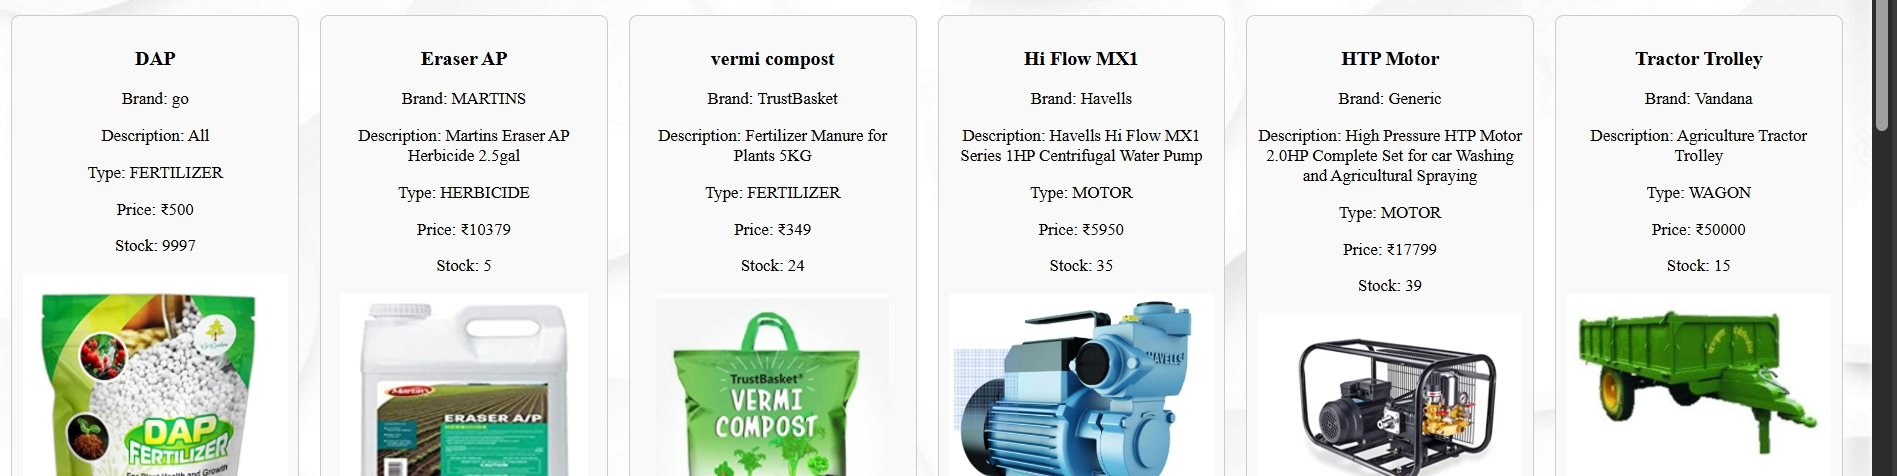 DAP
Brand: go
Description: All
Type: FERTILIZER
Price: ₹500
Stock: 9997
DAP
FERTILIZER
Eraser AP
Brand: MARTINS
Description: Martins Eraser AP
Herbicide 2.5gal
Type: HERBICIDE
Price: ₹10379
Stock: 5
Martin's
ERASER A/P
HERBICIDE
vermi compost
Brand: TrustBasket
Description: Fertilizer Manure for
Plants 5KG
Type: FERTILIZER
Price: ₹349
Stock: 24
TrustBasket®
VERMI
COMPOST
Hi Flow MX1
Brand: Havells
Description: Havells Hi Flow MX1
Series 1HP Centrifugal Water Pump
Type: MOTOR
Price: ₹5950
Stock: 35
HAVELLS
HTP Motor
Brand: Generic
Description: High Pressure HTP Motor
2.0HP Complete Set for car Washing
and Agricultural Spraying
Type: MOTOR
Price: ₹17799
Stock: 39
Tractor Trolley
Brand: Vandana
Description: Agriculture Tractor
Trolley
Type: WAGON
Price: ₹50000
Stock: 15